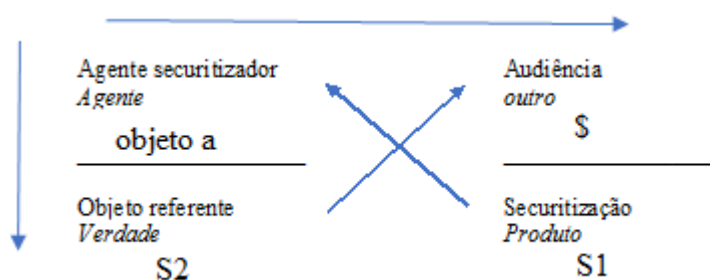 Agente securitizador
Agente
objeto a
Audiência
outro
$
Objeto referente
Verdade
S2
Securitização
Produto
S1